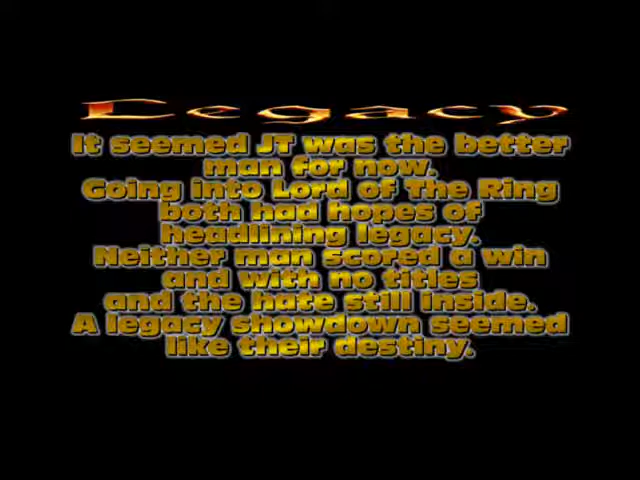 Legacy
It seemed JT was the better
man for now.
Going into Lord of The Ring
both had hopes of
headlining legacy.
Neither man scored a win
and with no titles
and the hate still inside.
A legacy showdown seemed
like their destiny.